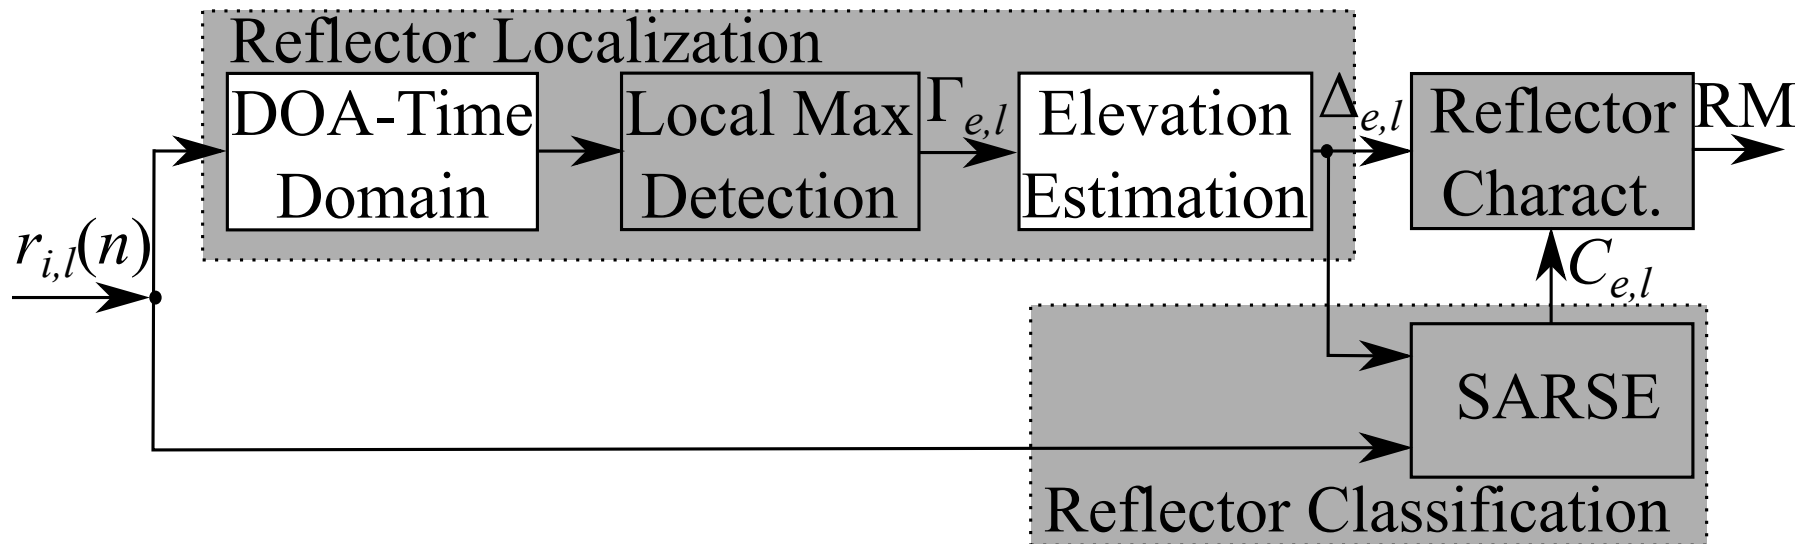 Reflector Localization
DOA-Time
Domain
Local Max
Detection
Γe,l
Elevation
Estimation
Δe,l
Reflector
Charact.
RM
ri,l(n)
Ce,l
SARSE
Reflector Classification